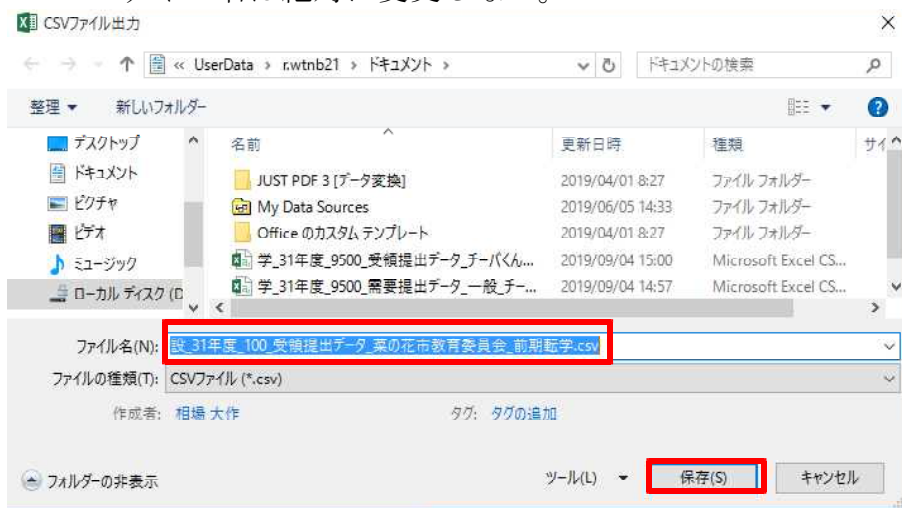 CSVファイル出力
« UserData › r.wtnb21 › ドキュメント ›
ドキュメントの検索
整理 新しいフォルダー
名前 更新日時 種類 サイ
デスクトップ
ドキュメント
ピクチャ
ビデオ
ミュージック
ローカル ディスク (C
JUST PDF 3 [データ変換] 2019/04/01 8:27 ファイル フォルダー
My Data Sources 2019/06/05 14:33 ファイル フォルダー
Office のカスタム テンプレート 2019/04/01 8:27 ファイル フォルダー
学_31年度_9500_受領提出データ_チーバくん... 2019/09/04 15:00 Microsoft Excel CS...
学_31年度_9500_需要提出データ_一般_チー... 2019/09/04 14:57 Microsoft Excel CS...
ファイル名(N): 設_31年度_100_受領提出データ_菜の花市教育委員会_前期転学.csv
ファイルの種類(T): CSVファイル (*.csv)
作成者: 相場 大作 タグ: タグの追加
フォルダーの非表示 ツール(L) 保存(S) キャンセル